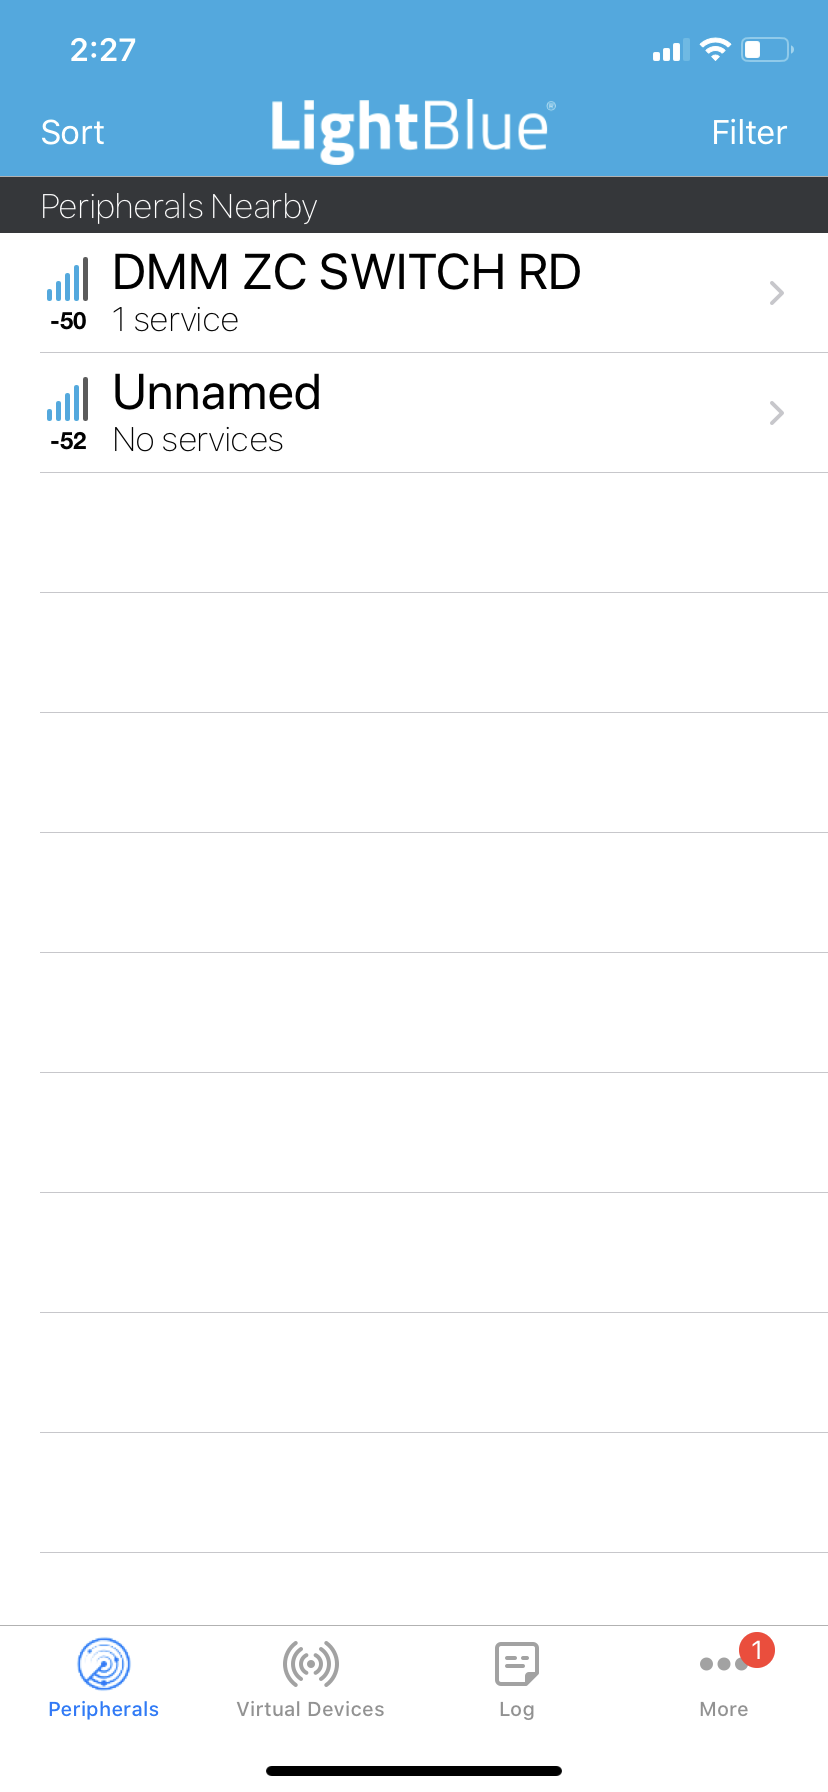 2:27
Sort LightBlue® Filter
Peripherals Nearby
DMM ZC SWITCH RD
-50 1 service
Unnamed
-52 No services
1
Peripherals Virtual Devices Log More